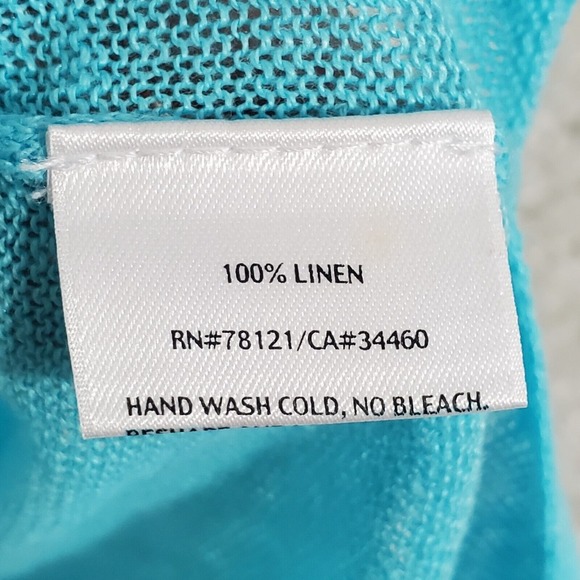 100% LINEN
RN#78121/CA#34460
HAND WASH COLD, NO BLEACH.